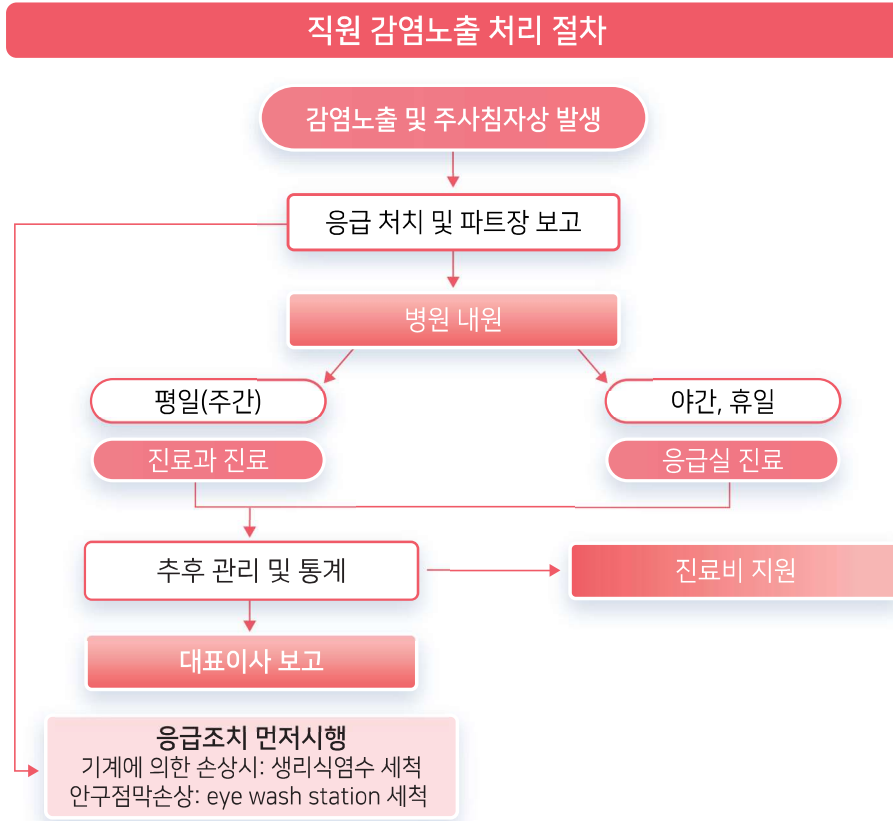 직원 감염노출 처리 절차
감염노출 및 주사침자상 발생
응급 처치 및 파트장 보고
병원 내원
평일(주간)
야간, 휴일
진료과 진료
응급실 진료
추후 관리 및 통계
진료비 지원
대표이사 보고
응급조치 먼저시행
기계에 의한 손상시: 생리식염수 세척
안구점막손상: eye wash station 세척